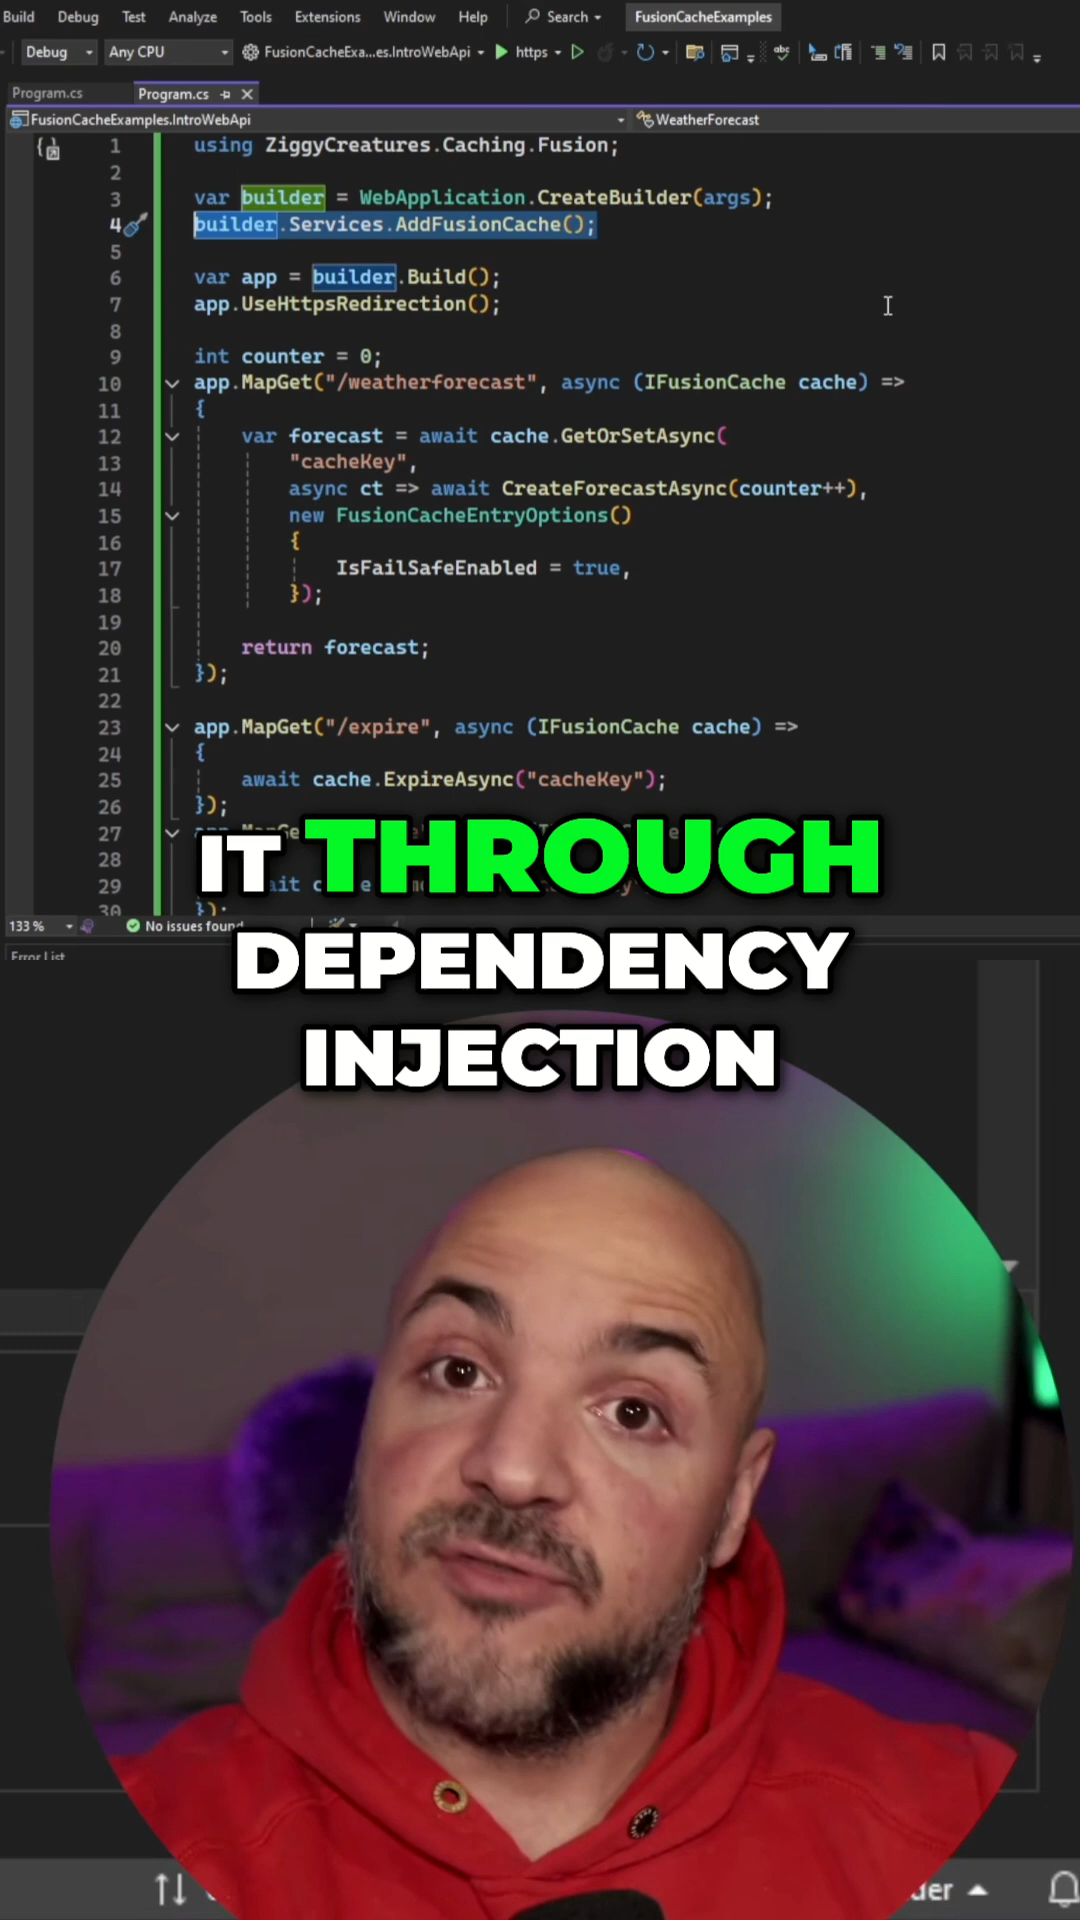 Build Debug Test Analyze Tools Extensions Window Help Search FusionCacheExamples
Debug Any CPU FusionCacheExa...es.IntroWebApi https
Program.cs Program.cs
FusionCacheExamples.IntroWebApi WeatherForecast
1 using ZiggyCreatures.Caching.Fusion;
2
3 var builder = WebApplication.CreateBuilder(args);
4 builder.Services.AddFusionCache();
5
6 var app = builder.Build();
7 app.UseHttpsRedirection();
8
9 int counter = 0;
10 app.MapGet("/weatherforecast", async (IFusionCache cache) =>
11 {
12 var forecast = await cache.GetOrSetAsync(
13 "cacheKey",
14 async ct => await CreateForecastAsync(counter++),
15 new FusionCacheEntryOptions()
16 {
17 IsFailSafeEnabled = true,
18 });
19
20 return forecast;
21 });
22
23 app.MapGet("/expire", async (IFusionCache cache) =>
24 {
25 await cache.ExpireAsync("cacheKey");
26 });
27
28
29
30 });
IT THROUGH
DEPENDENCY
INJECTION
133 % No issues found
Error List